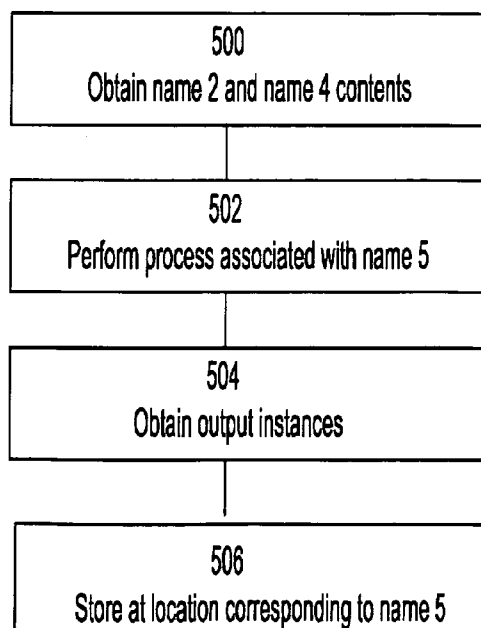 500
Obtain name 2 and name 4 contents
502
Perform process associated with name 5
504
Obtain output instances
506
Store at location corresponding to name 5